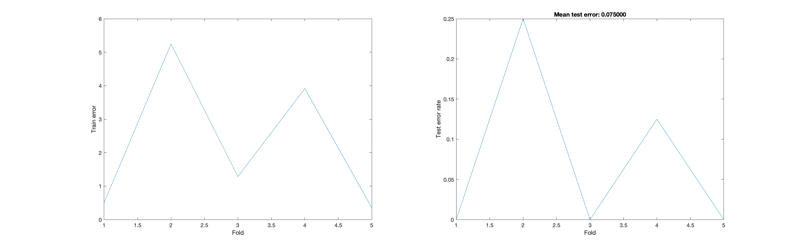 6
5
4
3
2
1
0
Train error
1 1.5 2 2.5 3 3.5 4 4.5 5
Fold
Mean test error: 0.075000
0.25
0.2
0.15
0.1
0.05
0
Test error rate
1 1.5 2 2.5 3 3.5 4 4.5 5
Fold